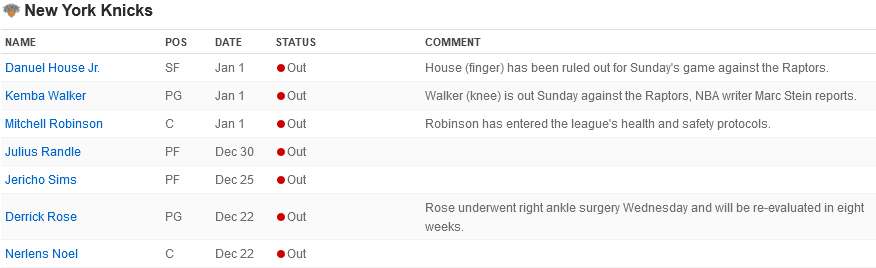 New York Knicks
NAME POS DATE STATUS COMMENT
Danuel House Jr. SF Jan 1 Out House (finger) has been ruled out for Sunday's game against the Raptors.
Kemba Walker PG Jan 1 Out Walker (knee) is out Sunday against the Raptors, NBA writer Marc Stein reports.
Mitchell Robinson C Jan 1 Out Robinson has entered the league's health and safety protocols.
Julius Randle PF Dec 30 Out
Jericho Sims PF Dec 25 Out
Derrick Rose PG Dec 22 Out Rose underwent right ankle surgery Wednesday and will be re-evaluated in eight
weeks.
Nerlens Noel C Dec 22 Out